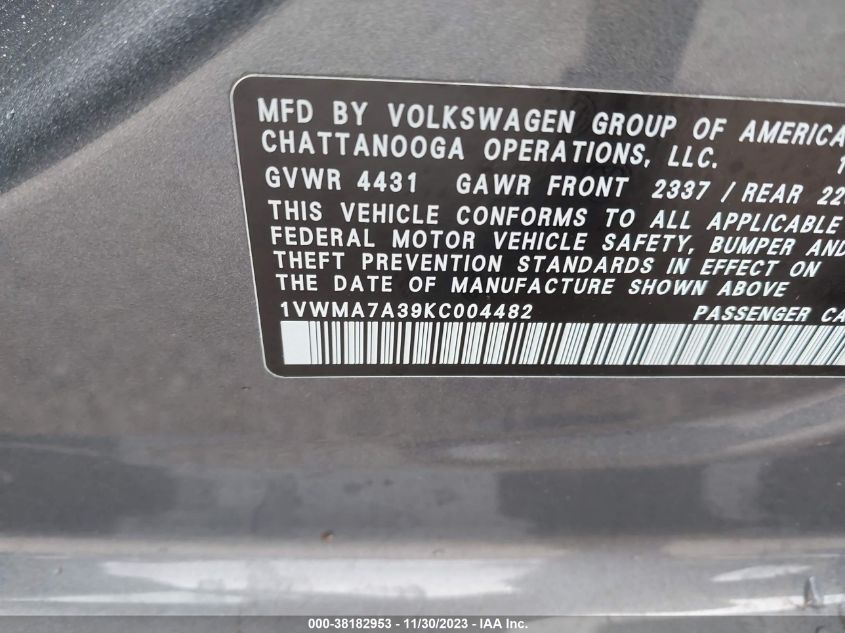 MFD BY VOLKSWAGEN GROUP OF AMERICA
CHATTANOOGA OPERATIONS, LLC.
GVWR 4431 GAWR FRONT 2337 / REAR
THIS VEHICLE CONFORMS TO ALL APPLICABLE
FEDERAL MOTOR VEHICLE SAFETY, BUMPER AND
THEFT PREVENTION STANDARDS IN EFFECT ON
THE DATE OF MANUFACTURE SHOWN ABOVE
1VWMA7A39KC004482 PASSENGER
000-38182953 - 11/30/2023 - IAA Inc.